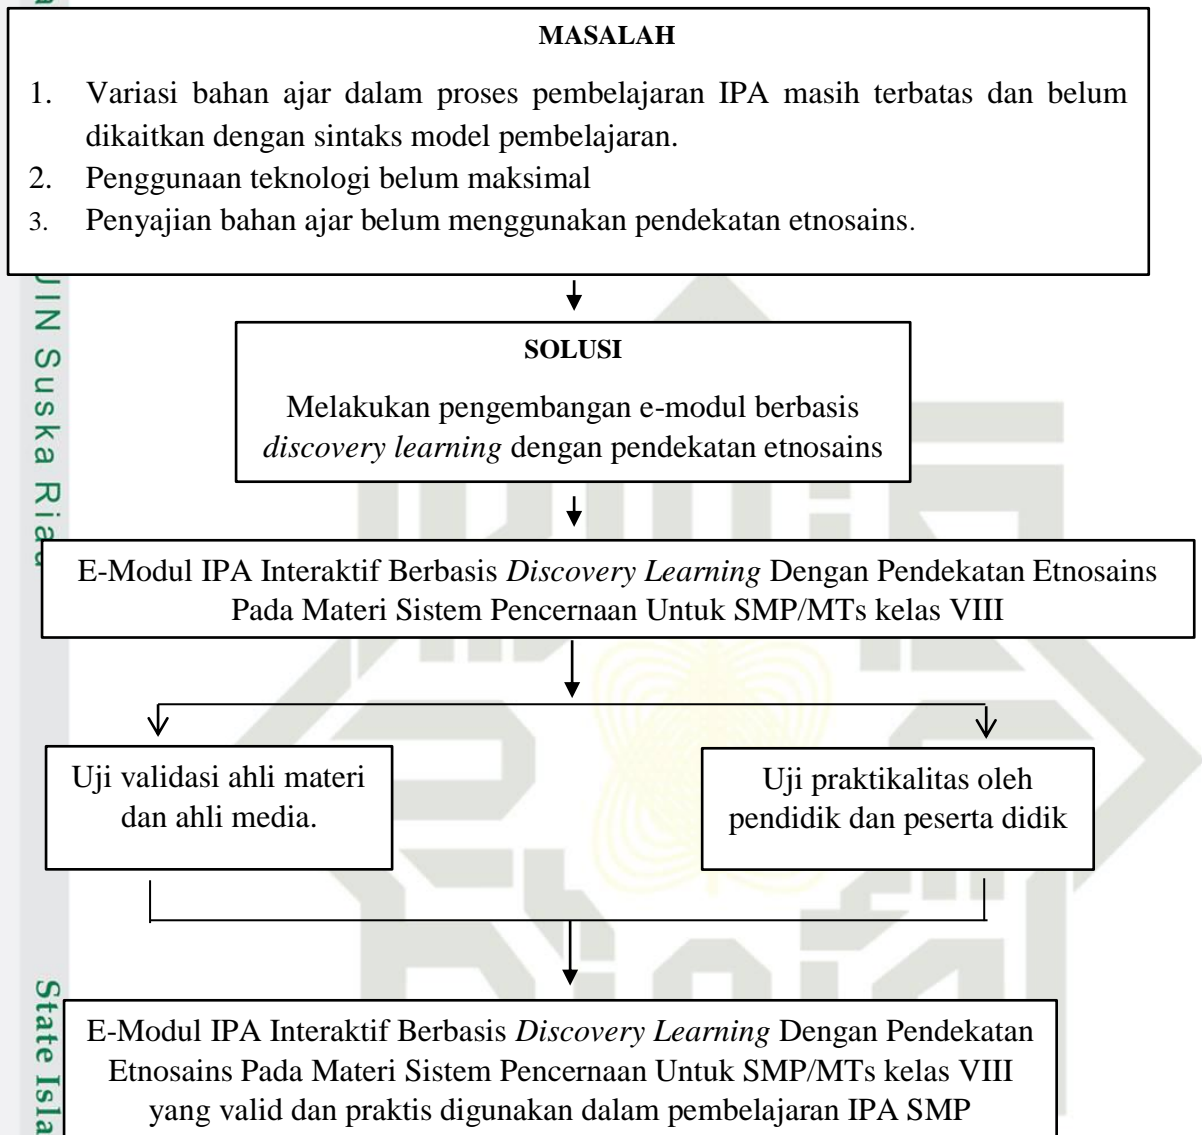 MASALAH
1. Variasi bahan ajar dalam proses pembelajaran IPA masih terbatas dan belum
dikaitkan dengan sintaks model pembelajaran.
2. Penggunaan teknologi belum maksimal
3. Penyajian bahan ajar belum menggunakan pendekatan etnosains.
SOLUSI
Melakukan pengembangan e-modul berbasis
discovery learning dengan pendekatan etnosains
E-Modul IPA Interaktif Berbasis Discovery Learning Dengan Pendekatan Etnosains
Pada Materi Sistem Pencernaan Untuk SMP/MTs kelas VIII
Uji validasi ahli materi
dan ahli media.
Uji praktikalitas oleh
pendidik dan peserta didik
E-Modul IPA Interaktif Berbasis Discovery Learning Dengan Pendekatan
Etnosains Pada Materi Sistem Pencernaan Untuk SMP/MTs kelas VIII
yang valid dan praktis digunakan dalam pembelajaran IPA SMP
Suska
State